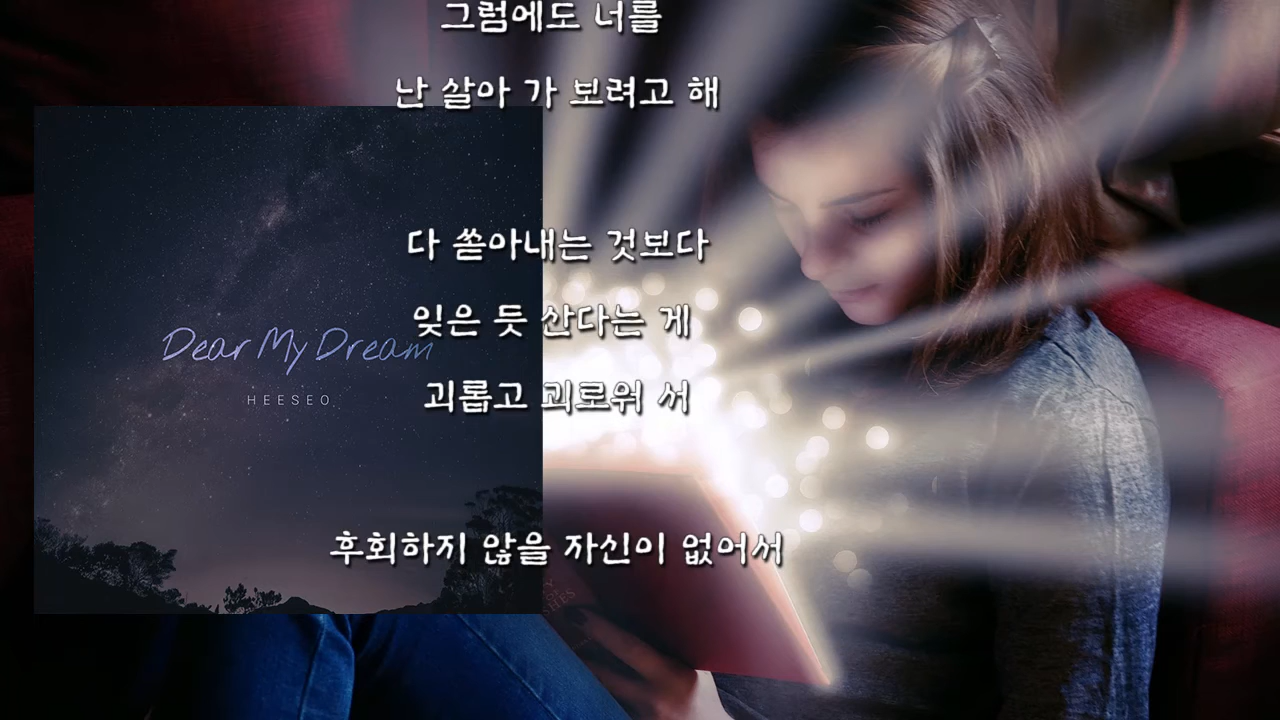 그럼에도 너를
난 살아 가 보려고 해
다 쏟아내는 것보다
잊은 듯 산다는 게
괴롭고 괴로워 서
후회하지 않을 자신이 없어서
Dear My Dream
HEESEO